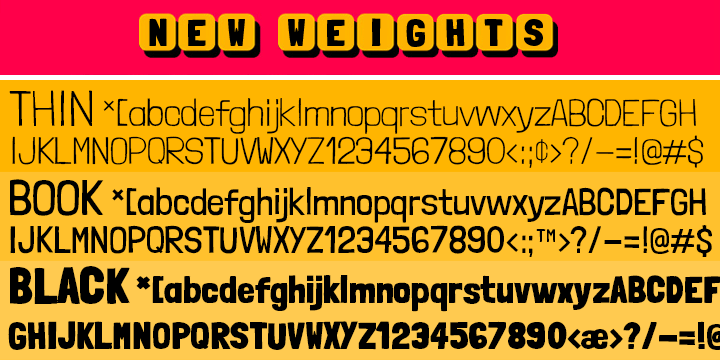 NEW WEIGHTS
THIN ×[abcdefghijklmnopqrstuvwxyzABCDEFGH
IJKLMNOPQRSTUVWXYZ1234567890<:;¢>?/–=!@#$
BOOK ×[abcdefghijklmnopqrstuvwxyzABCDEFGH
IJKLMNOPQRSTUVWXYZ1234567890<:;™>?/–=!@#$
BLACK ×[abcdefghijklmnopqrstuvwxyzABCDEF
GHIJKLMNOPQRSTUVWXYZ1234567890<æ>?/–=!